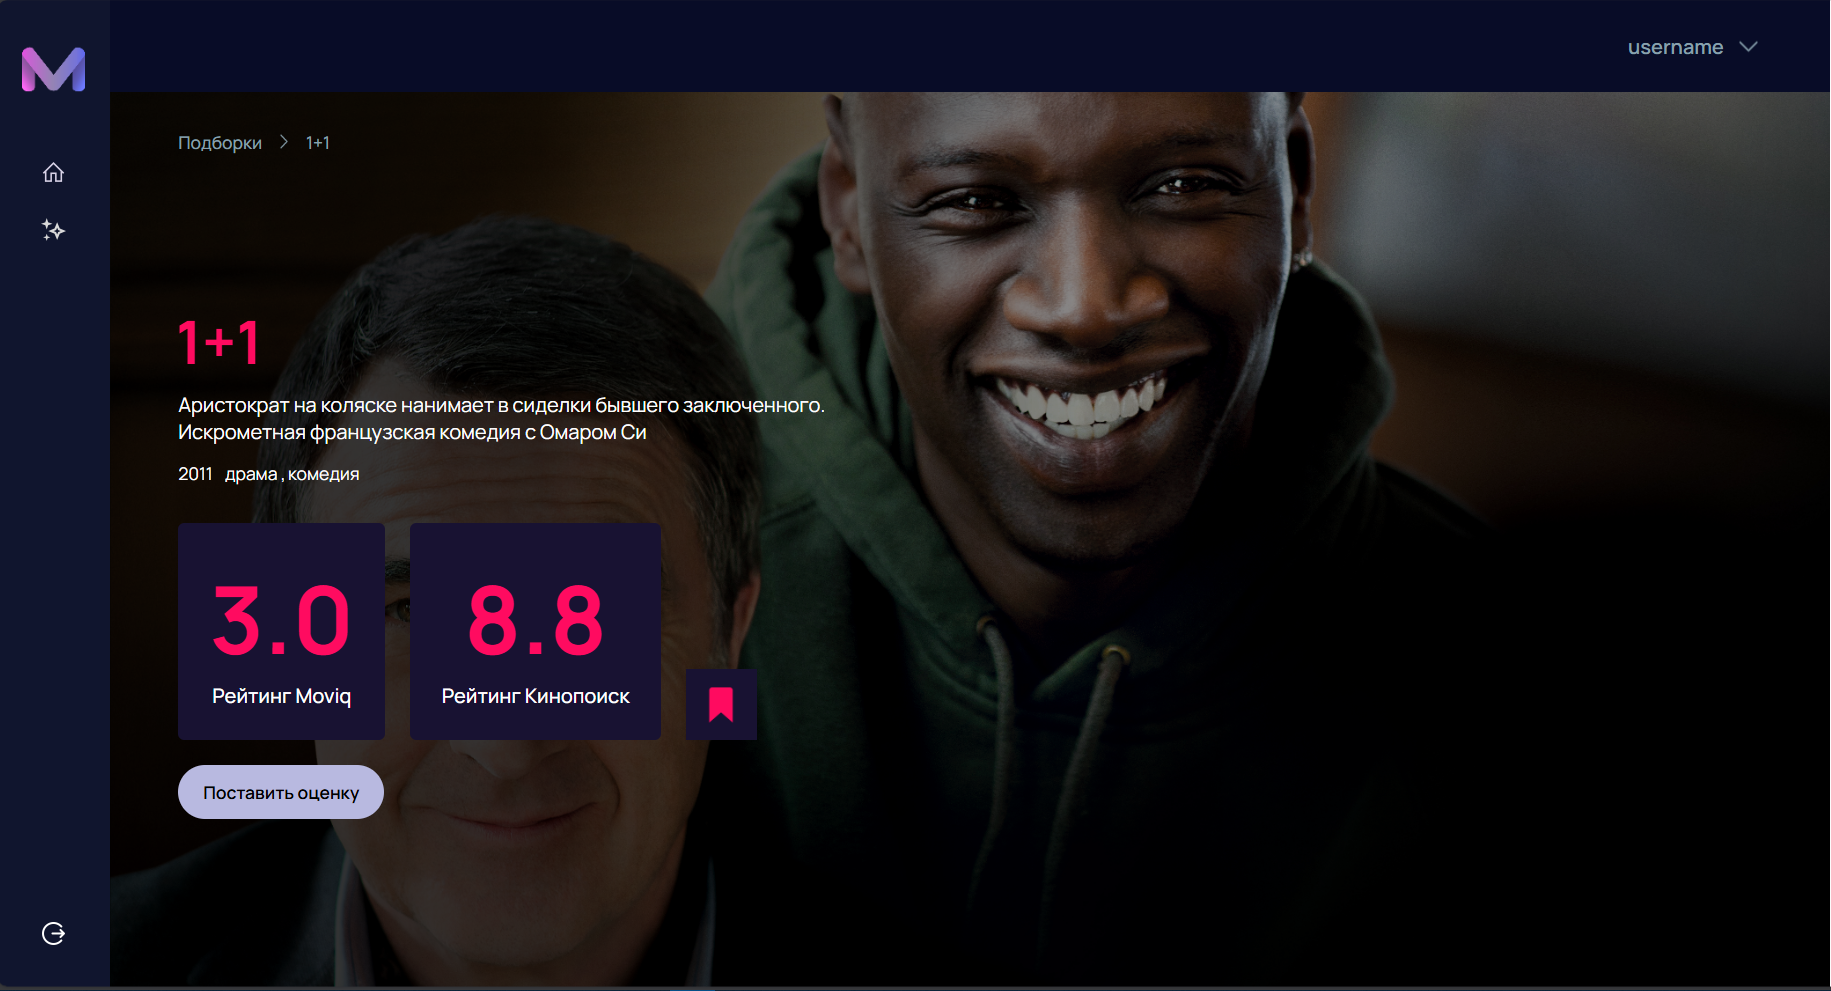 username
Подборки > 1+1
1+1
Аристократ на коляске нанимает в сиделки бывшего заключенного.
Искрометная французская комедия с Омаром Си
2011 драма , комедия
3.0
Рейтинг Moviq
8.8
Рейтинг Кинопоиск
Поставить оценку